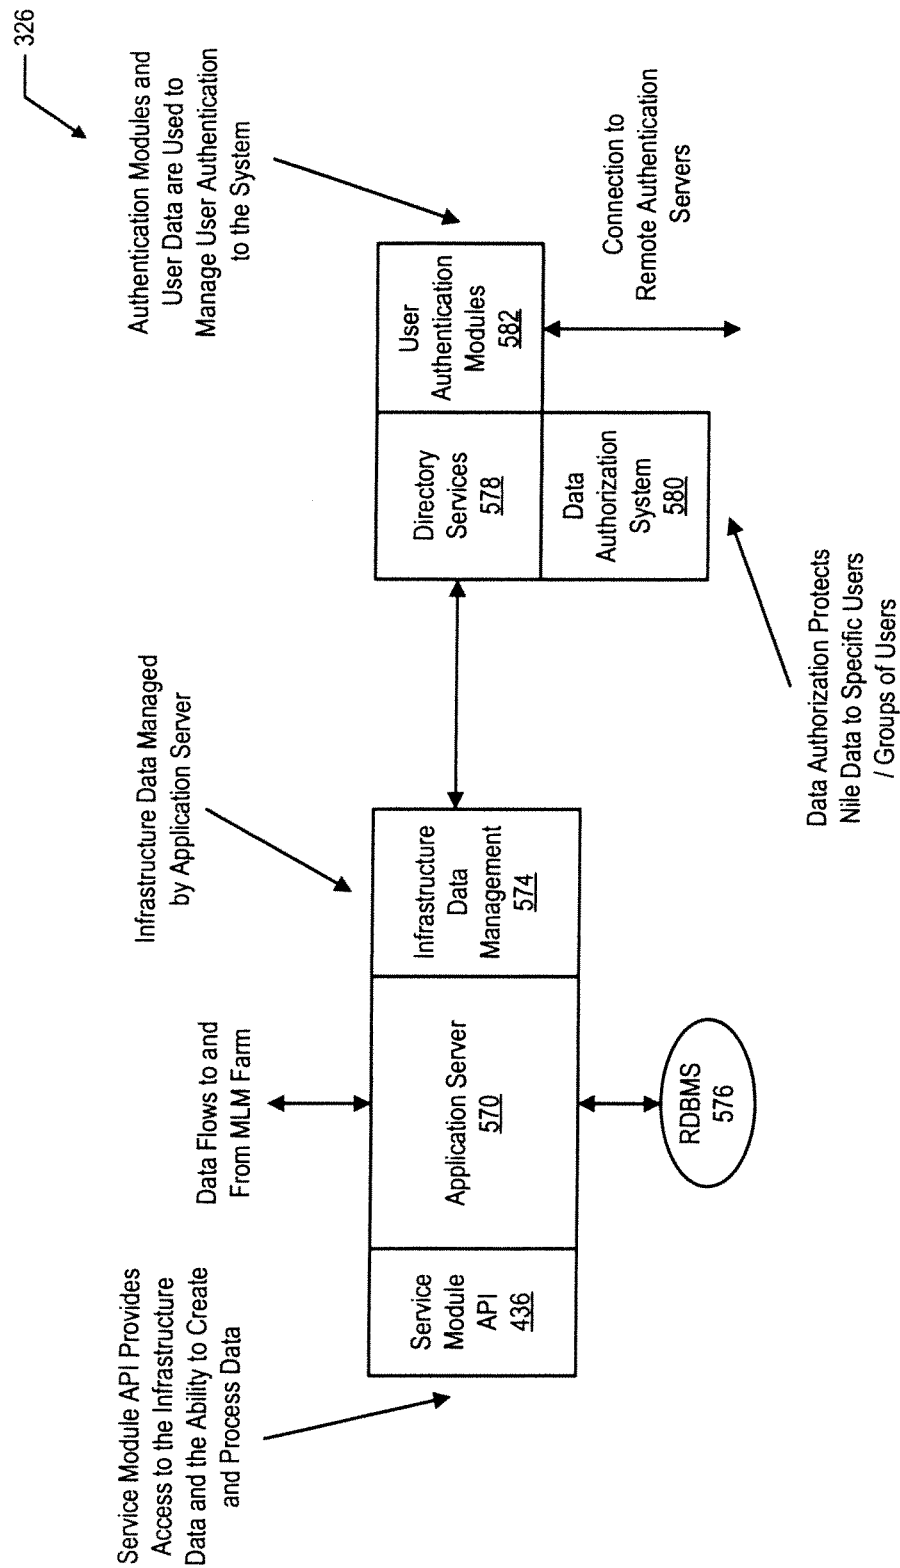 326
Authentication Modules and
User Data are Used to
Manage User Authentication
to the System
User
Authentication
Modules
582
Connection to
Remote Authentication
Servers
Directory
Services
578
Data
Authorization
System
580
Data Authorization Protects
Nile Data to Specific Users
/ Groups of Users
Infrastructure Data Managed
by Application Server
Infrastructure
Data
Management
574
Data Flows to and
From MLM Farm
Application Server
570
RDBMS
576
Service Module API Provides
Access to the Infrastructure
Data and the Ability to Create
and Process Data
Service
Module
API
436